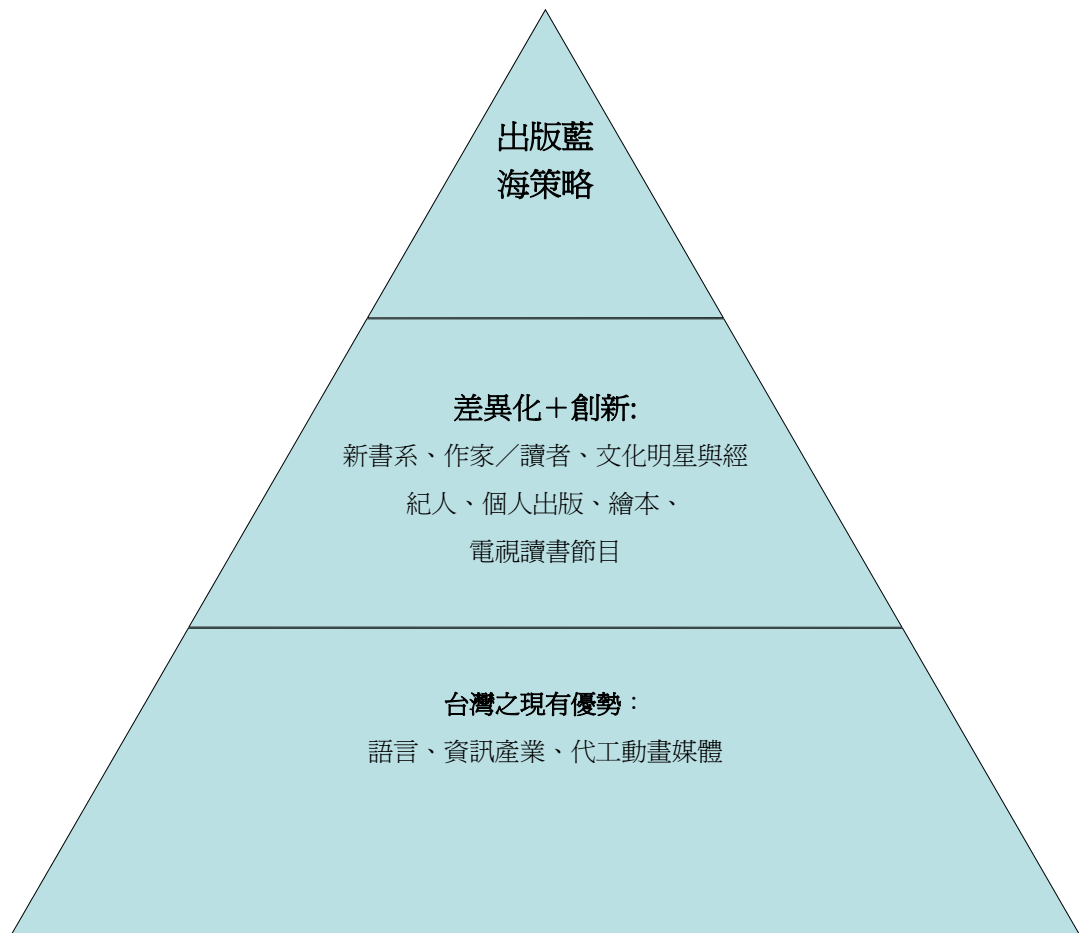 出版藍
海策略
差異化＋創新:
新書系、作家／讀者、文化明星與經
紀人、個人出版、繪本、
電視讀書節目
台灣之現有優勢：
語言、資訊產業、代工動畫媒體